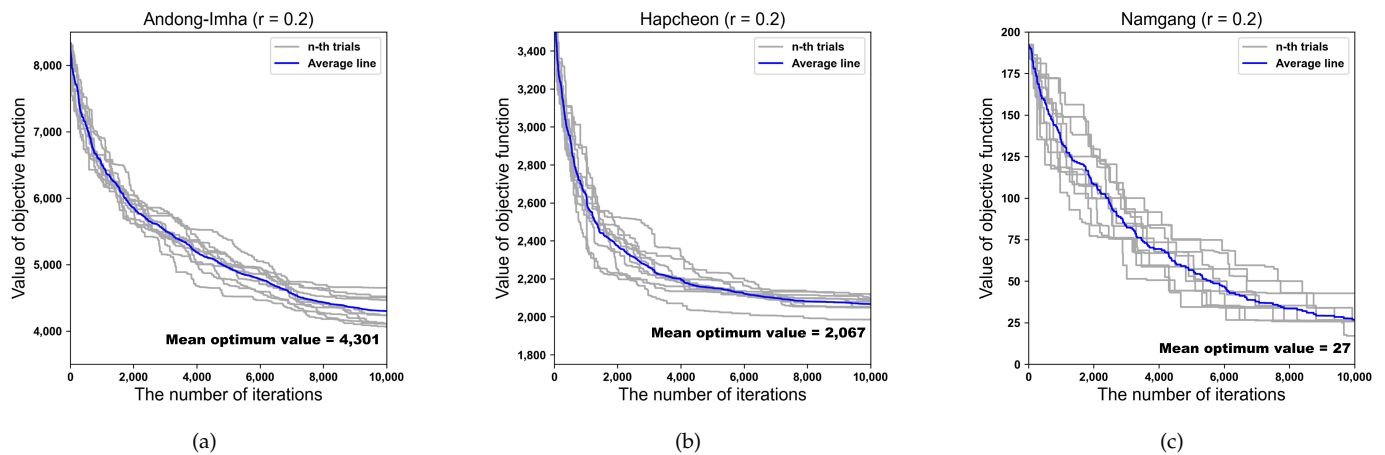 Andong-Imha (r = 0.2)
n-th trials
Average line
Value of objective function
8,000
7,000
6,000
5,000
4,000
Mean optimum value = 4,301
0 2,000 4,000 6,000 8,000 10,000
The number of iterations
(a)
Hapcheon (r = 0.2)
n-th trials
Average line
Value of objective function
3,400
3,200
3,000
2,800
2,600
2,400
2,200
2,000
1,800
Mean optimum value = 2,067
0 2,000 4,000 6,000 8,000 10,000
The number of iterations
(b)
Namgang (r = 0.2)
n-th trials
Average line
Value of objective function
200
175
150
125
100
75
50
25
0
Mean optimum value = 27
0 2,000 4,000 6,000 8,000 10,000
The number of iterations
(c)